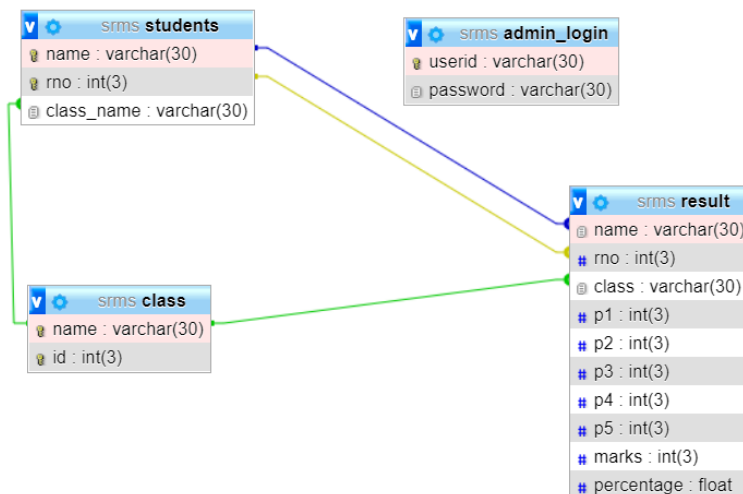 v srms students
name : varchar(30)
rno : int(3)
class_name : varchar(30)
v srms admin_login
userid : varchar(30)
password : varchar(30)
v srms result
name : varchar(30)
# rno : int(3)
class : varchar(30)
# p1 : int(3)
# p2 : int(3)
# p3 : int(3)
# p4 : int(3)
# p5 : int(3)
# marks : int(3)
# percentage : float
v srms class
name : varchar(30)
id : int(3)